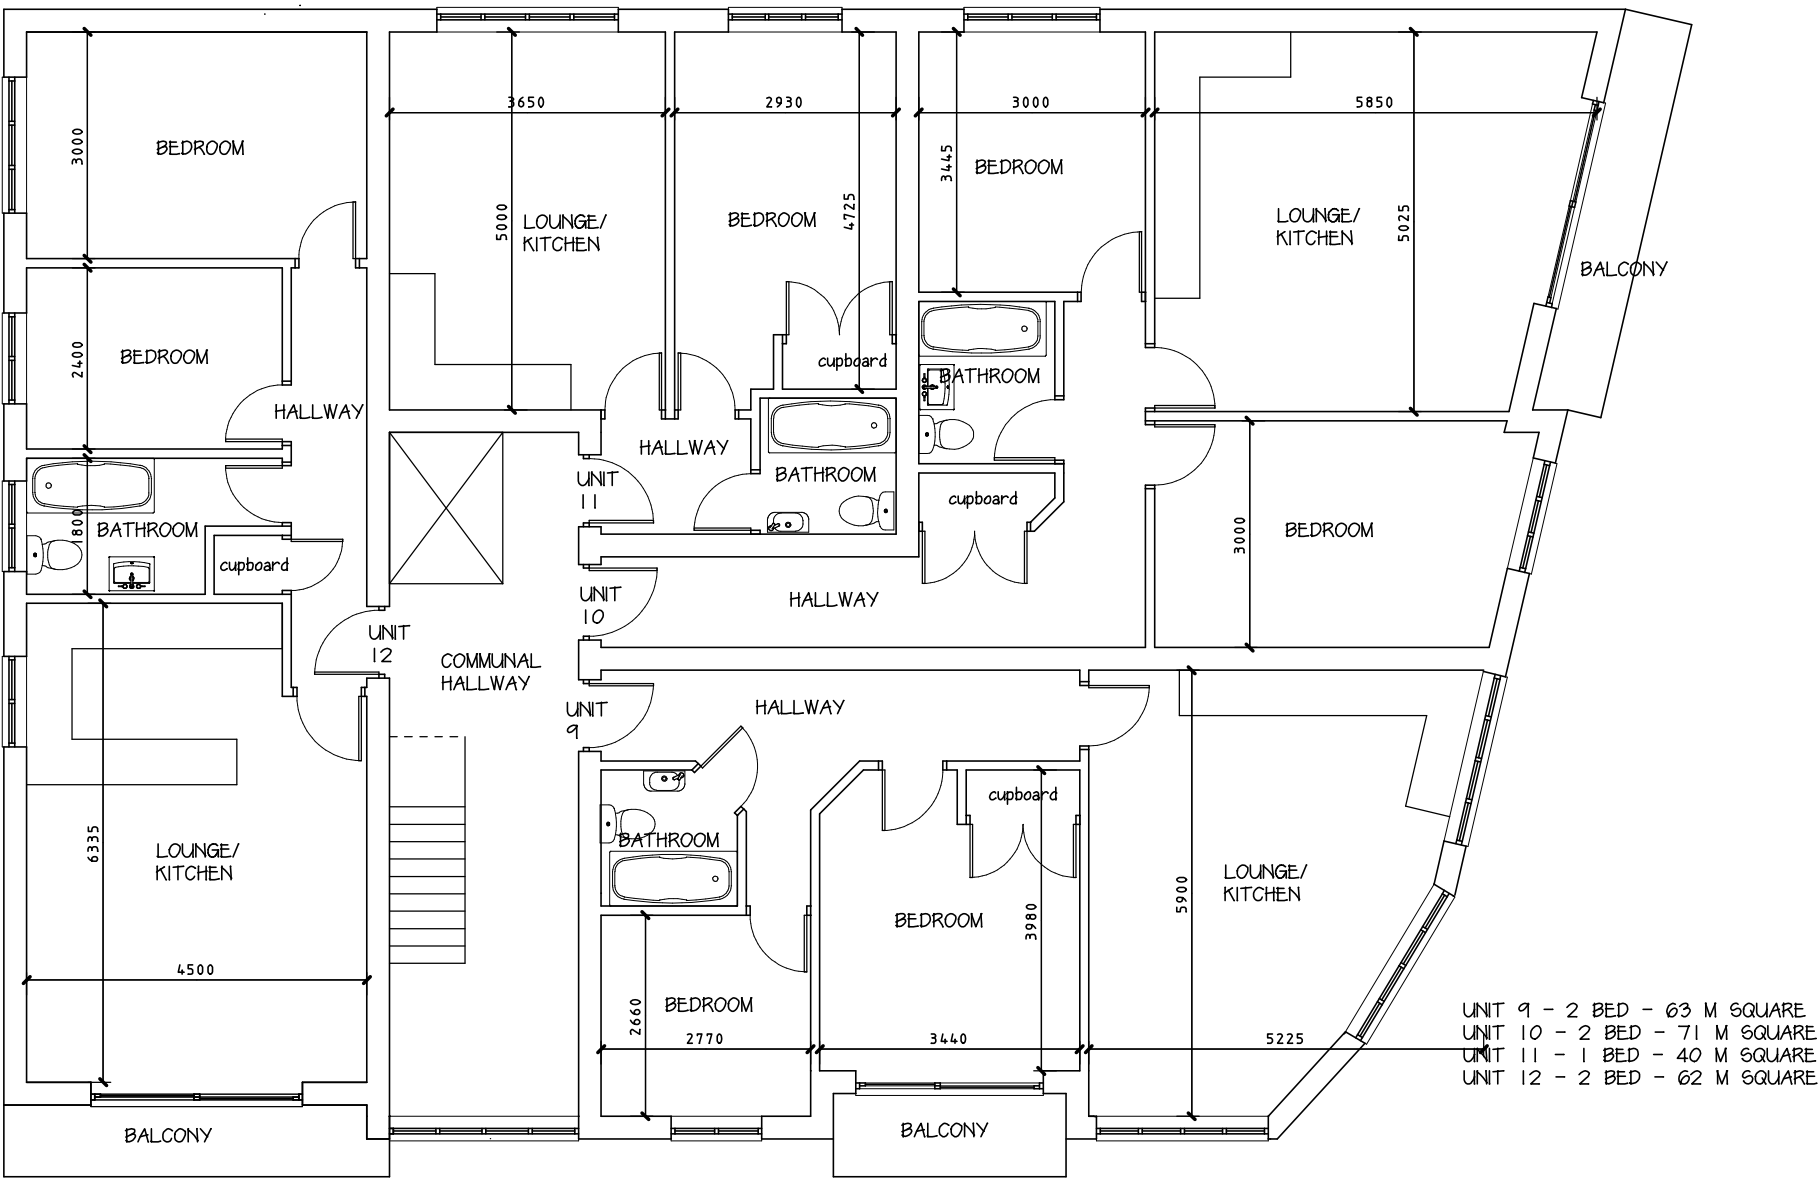 3650
2930
3000
5850
3000
BEDROOM
3445
BEDROOM
4725
5000
LOUNGE/
KITCHEN
BEDROOM
LOUNGE/
KITCHEN
5025
BALCONY
2400
BEDROOM
cupboard
BATHROOM
HALLWAY
HALLWAY
BATHROOM
UNIT
11
cupboard
1800
BATHROOM
3000
BEDROOM
cupboard
UNIT
10
HALLWAY
UNIT
12
COMMUNAL
HALLWAY
UNIT
9
HALLWAY
cupboard
6335
LOUNGE/
KITCHEN
BATHROOM
5900
LOUNGE/
KITCHEN
BEDROOM
3980
4500
2660
BEDROOM
2770
3440
5225
UNIT 9 - 2 BED - 63 M SQUARE
UNIT 10 - 2 BED - 71 M SQUARE
UNIT 11 - 1 BED - 40 M SQUARE
UNIT 12 - 2 BED - 62 M SQUARE
BALCONY
BALCONY